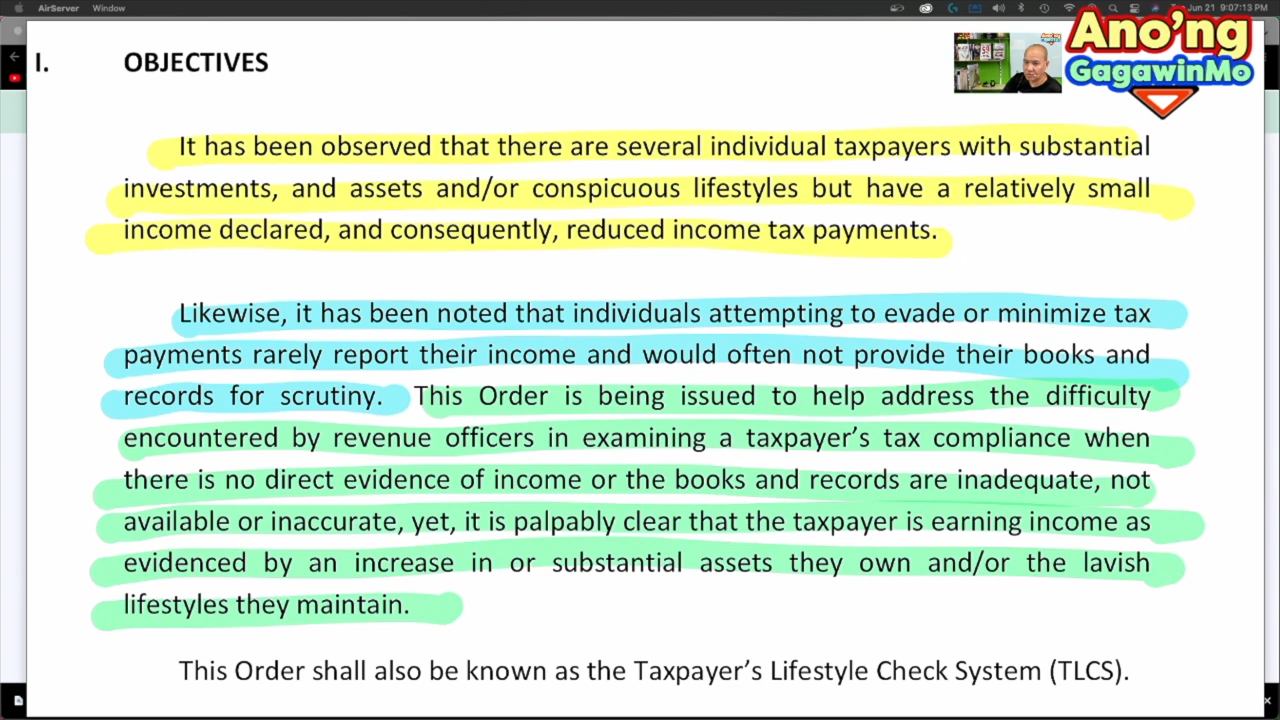 AirServer Window
Jun 21 9:07:13 PM
Ano'ng
GagawinMo
I. OBJECTIVES
It has been observed that there are several individual taxpayers with substantial
investments, and assets and/or conspicuous lifestyles but have a relatively small
income declared, and consequently, reduced income tax payments.
Likewise, it has been noted that individuals attempting to evade or minimize tax
payments rarely report their income and would often not provide their books and
records for scrutiny. This Order is being issued to help address the difficulty
encountered by revenue officers in examining a taxpayer's tax compliance when
there is no direct evidence of income or the books and records are inadequate, not
available or inaccurate, yet, it is palpably clear that the taxpayer is earning income as
evidenced by an increase in or substantial assets they own and/or the lavish
lifestyles they maintain.
This Order shall also be known as the Taxpayer's Lifestyle Check System (TLCS).